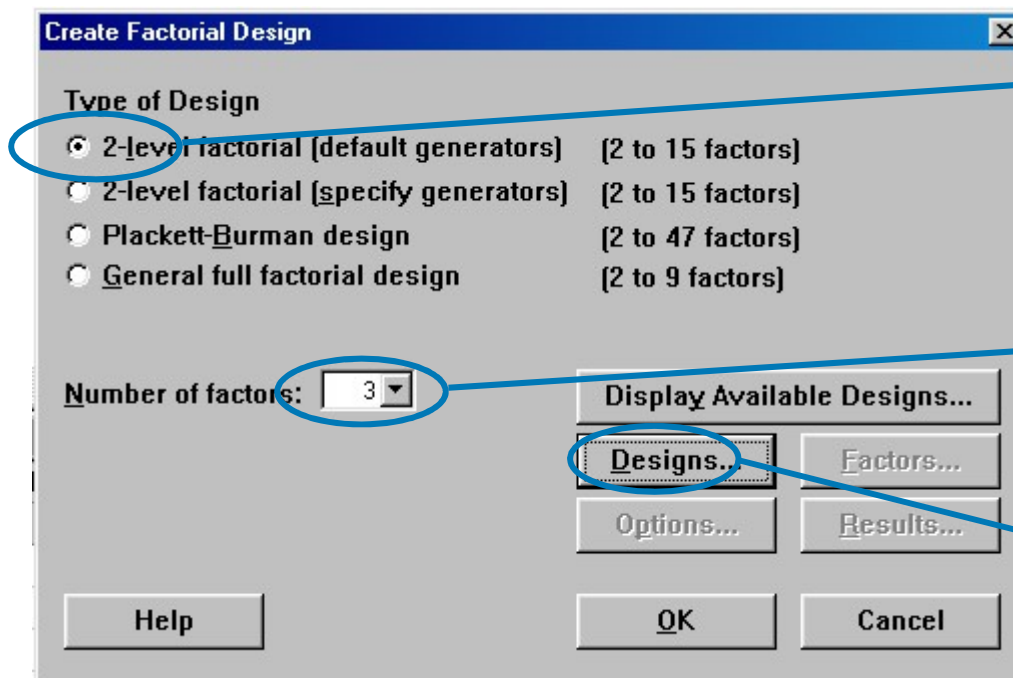 Create Factorial Design
Type of Design
2-level factorial (default generators) (2 to 15 factors)
2-level factorial (specify generators) (2 to 15 factors)
Plackett-Burman design (2 to 47 factors)
General full factorial design (2 to 9 factors)
Number of factors: 3
Display Available Designs...
Designs... Factors...
Options... Results...
Help OK Cancel